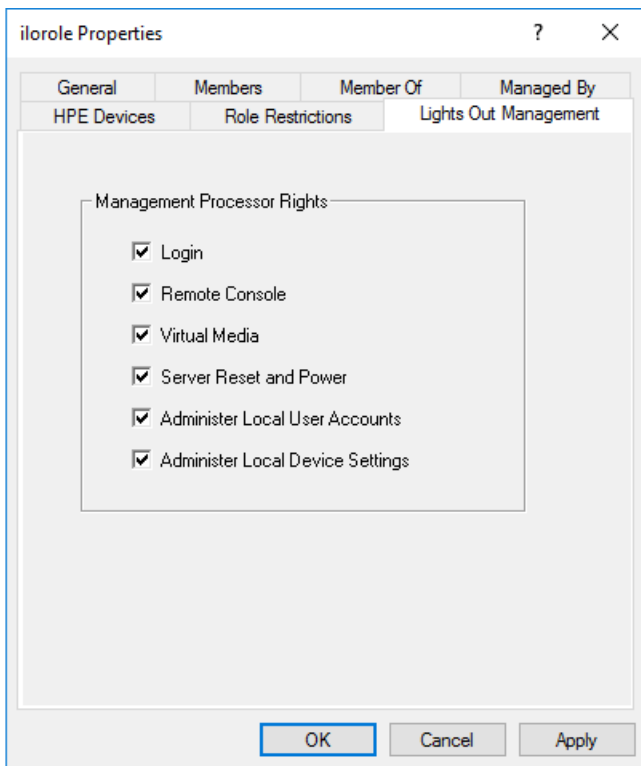 ilorole Properties
?
General
Members
Member Of
Managed By
HPE Devices
Role Restrictions
Lights Out Management
Management Processor Rights
Login
Remote Console
Virtual Media
Server Reset and Power
Administer Local User Accounts
Administer Local Device Settings
OK
Cancel
Apply